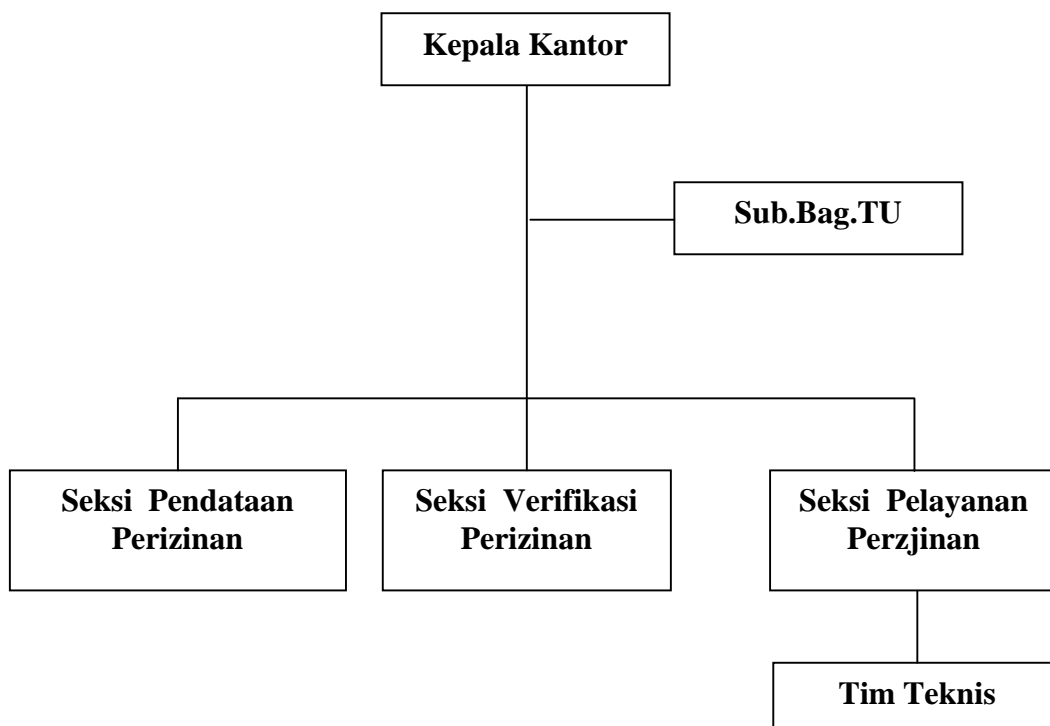 Kepala Kantor
Sub.Bag.TU
Seksi Pendataan
Perizinan
Seksi Verifikasi
Perizinan
Seksi Pelayanan
Perzjinan
Tim Teknis